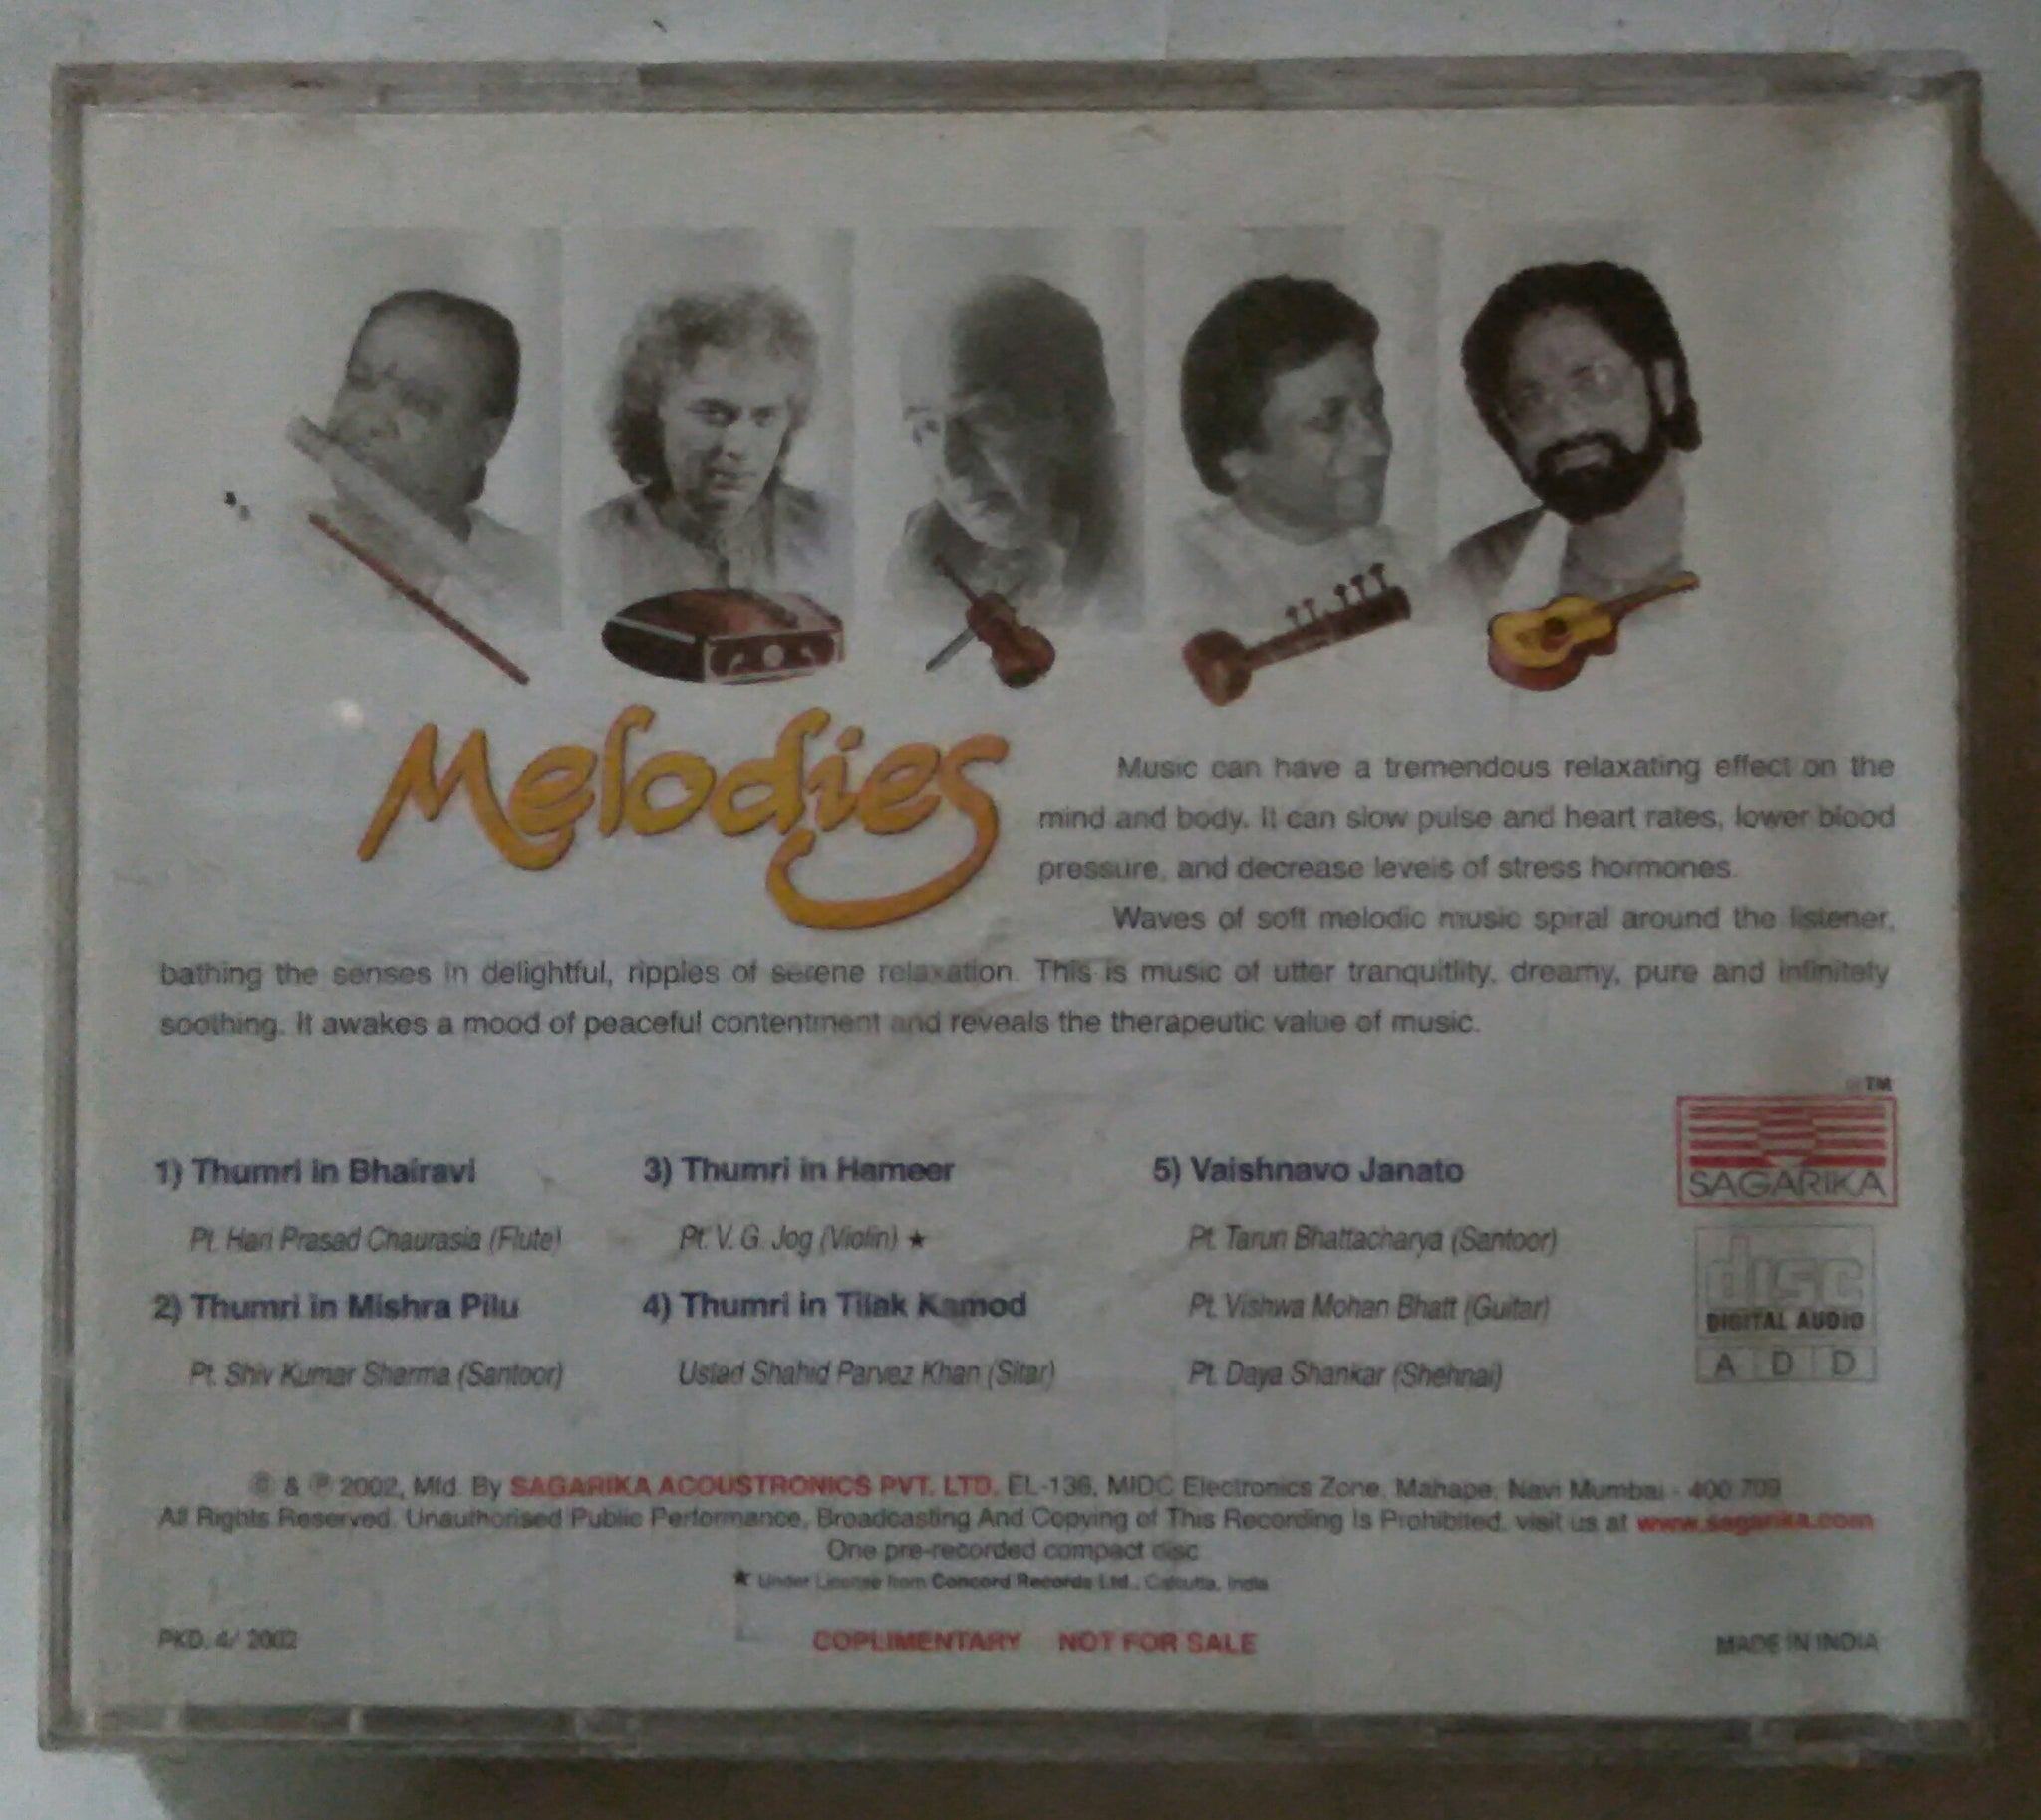 Melodies
Music can have a tremendous relaxating effect on the
mind and body. It can slow pulse and heart rates, lower blood
pressure, and decrease levels of stress hormones.
Waves of soft melodic music spiral around the listener,
bathing the senses in delightful, ripples of serene relaxation. This is music of utter tranquitlity, dreamy, pure and infinitely
soothing. It awakes a mood of peaceful contentment and reveals the therapeutic value of music.
1) Thumri in Bhairavi
Pt. Hari Prasad Chaurasia (Flute)
2) Thumri in Mishra Pilu
Pt. Shiv Kumar Sharma (Santoor)
3) Thumri in Hameer
Pt. V. G. Jog (Violin) ★
4) Thumri in Tilak Kamod
Ustad Shahid Parvez Khan (Sitar)
5) Vaishnavo Janato
Pt. Tarun Bhattacharya (Santoor)
Pt. Vishwa Mohan Bhatt (Guitar)
Pt. Daya Shankar (Shehnai)
TM
SAGARIKA
disc
DIGITAL AUDIO
A D D
© & ℗ 2002, Mfd. By SAGARIKA ACOUSTRONICS PVT. LTD. EL-136, MIDC Electronics Zone, Mahape, Navi Mumbai - 400 709
All Rights Reserved. Unauthorised Public Performance, Broadcasting And Copying of This Recording Is Prohibited. visit us at www.sagarika.com
One pre-recorded compact disc
★ Under License from Concord Records Ltd., Calcutta, India
PKD. 4/ 2002
COPLIMENTARY NOT FOR SALE
MADE IN INDIA